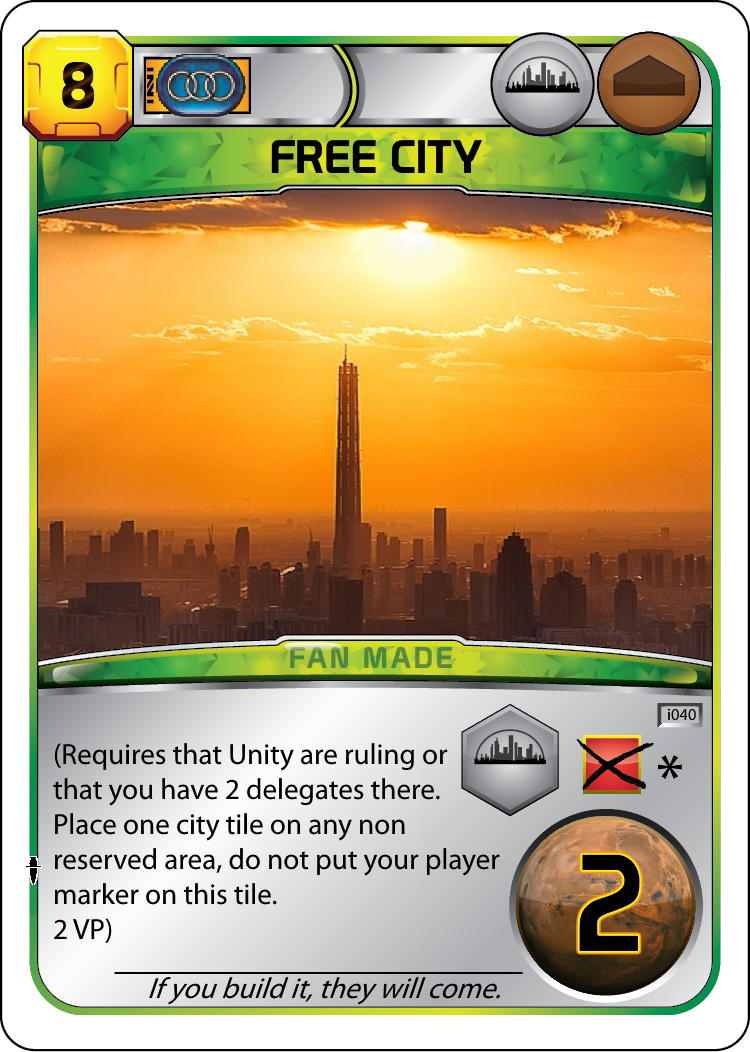 8
FREE CITY
FAN MADE
i040
(Requires that Unity are ruling or
that you have 2 delegates there.
Place one city tile on any non
reserved area, do not put your player
marker on this tile.
2 VP)
*
2
If you build it, they will come.